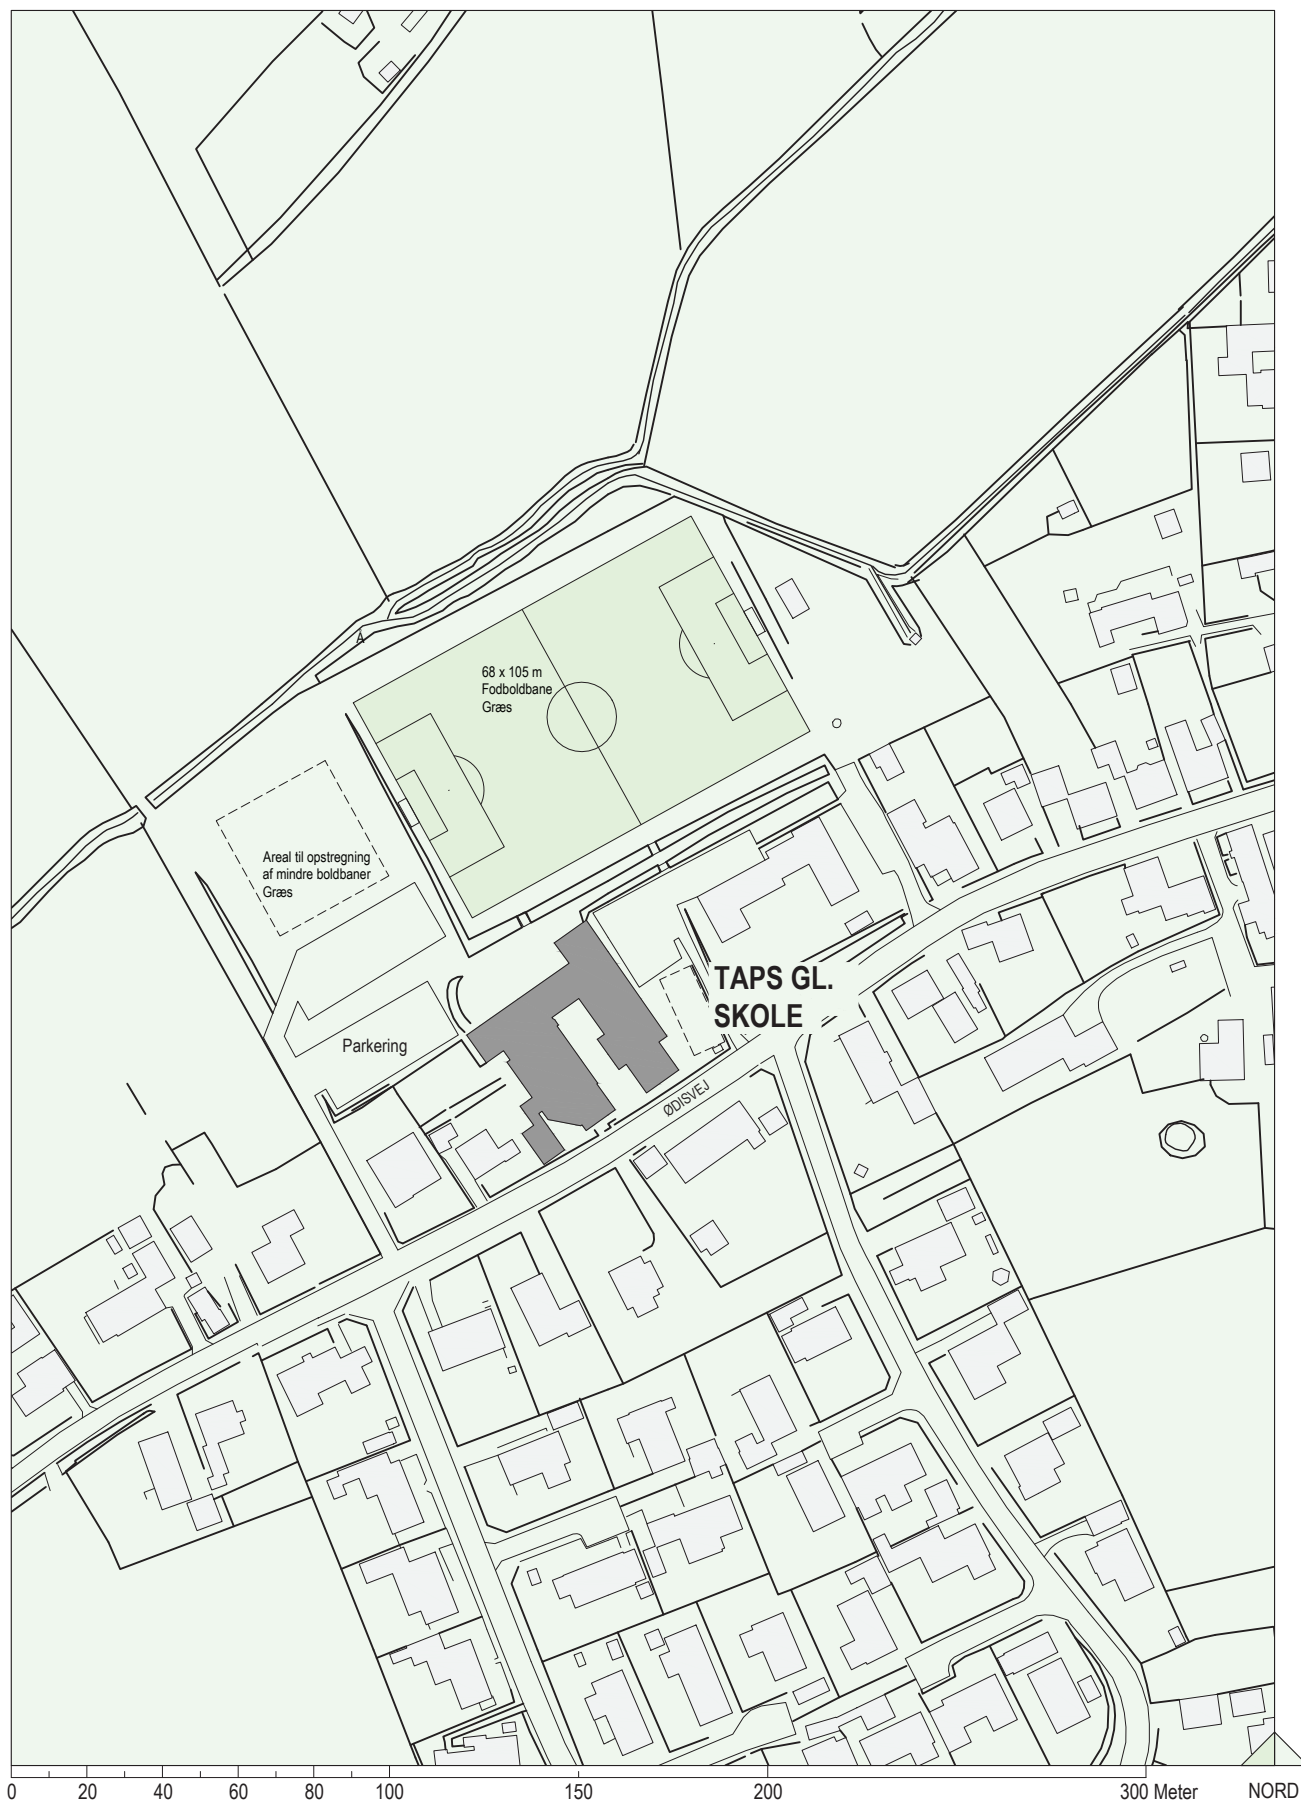 Å
68 x 105 m
Fodboldbane
Græs
Areal til opstregning
af mindre boldbaner
Græs
TAPS GL.
SKOLE
Parkering
ØDISVEJ
0 20 40 60 80 100 150 200 300 Meter NORD